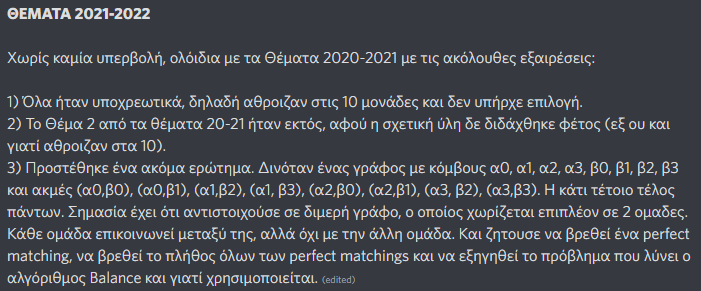 ΘΕΜΑΤΑ 2021-2022
Χωρίς καμία υπερβολή, ολόιδια με τα Θέματα 2020-2021 με τις ακόλουθες εξαιρέσεις:
1) Όλα ήταν υποχρεωτικά, δηλαδή αθροιζαν στις 10 μονάδες και δεν υπήρχε επιλογή.
2) Το Θέμα 2 από τα θέματα 20-21 ήταν εκτός, αφού η σχετική ύλη δε διδάχθηκε φέτος (εξ ου και
γιατί αθροιζαν στα 10).
3) Προστέθηκε ένα ακόμα ερώτημα. Δινόταν ένας γράφος με κόμβους α0, α1, α2, α3, β0, β1, β2, β3
και ακμές (α0,β0), (α0,β1), (α1,β2), (α1, β3), (α2,β0), (α2,β1), (α3, β2), (α3,β3). Η κάτι τέτοιο τέλος
πάντων. Σημασία έχει ότι αντιστοιχούσε σε διμερή γράφο, ο οποίος χωρίζεται επιπλέον σε 2 ομαδες.
Κάθε ομάδα επικοινωνεί μεταξύ της, αλλά όχι με την άλλη ομάδα. Και ζητουσε να βρεθεί ένα perfect
matching, να βρεθεί το πλήθος όλων των perfect matchings και να εξηγηθεί το πρόβλημα που λύνει ο
αλγόριθμος Balance και γιατί χρησιμοποιείται. (edited)